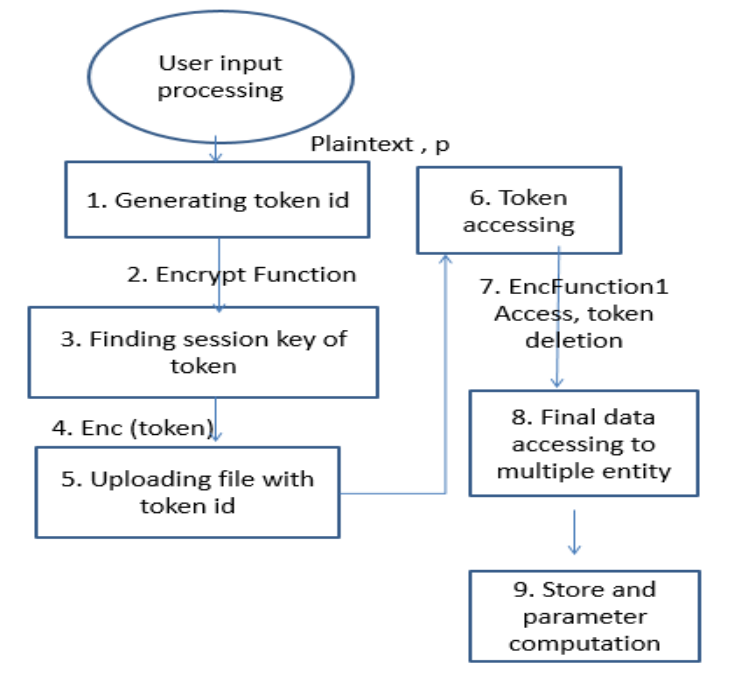 User input
processing
Plaintext , p
1. Generating token id
2. Encrypt Function
3. Finding session key of
token
4. Enc (token)
5. Uploading file with
token id
6. Token
accessing
7. EncFunction1
Access, token
deletion
8. Final data
accessing to
multiple entity
9. Store and
parameter
computation